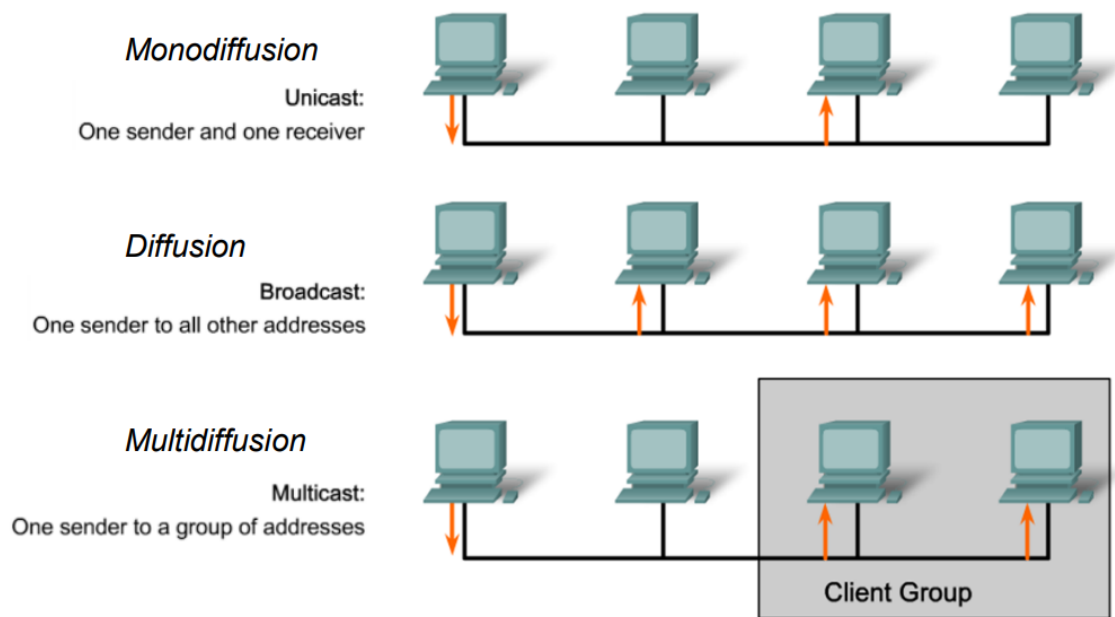 Monodiffusion
Unicast:
One sender and one receiver
Diffusion
Broadcast:
One sender to all other addresses
Multidiffusion
Multicast:
One sender to a group of addresses
Client Group